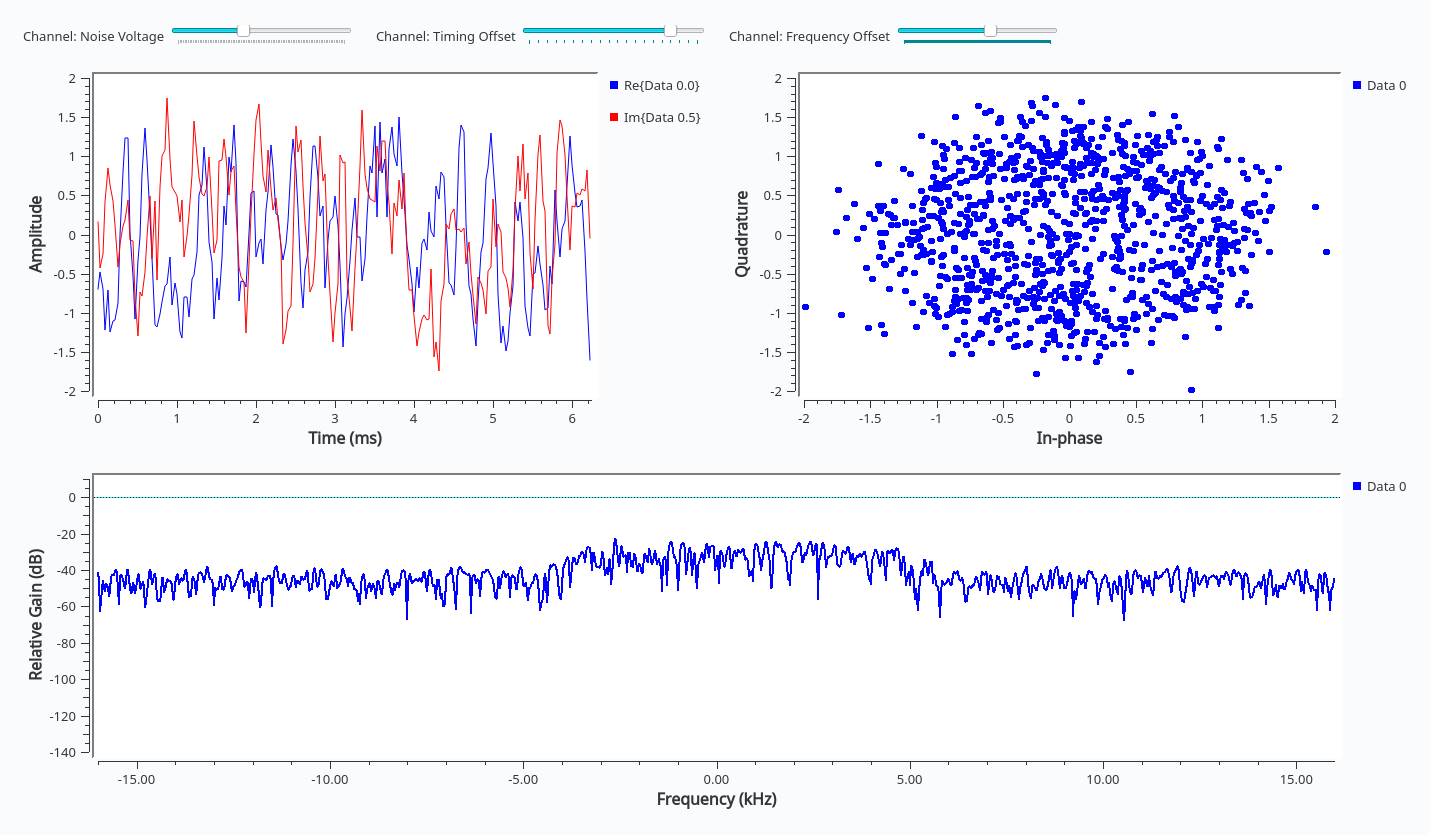 Channel: Noise Voltage
Channel: Timing Offset
Channel: Frequency Offset
2
1.5
1
0.5
0
-0.5
-1
-1.5
-2
Amplitude
0 1 2 3 4 5 6
Time (ms)
Re{Data 0.0}
Im{Data 0.5}
2
1.5
1
0.5
0
-0.5
-1
-1.5
-2
Quadrature
-2 -1.5 -1 -0.5 0 0.5 1 1.5 2
In-phase
Data 0
0
-20
-40
-60
-80
-100
-120
-140
Relative Gain (dB)
-15.00 -10.00 -5.00 0.00 5.00 10.00 15.00
Frequency (kHz)
Data 0